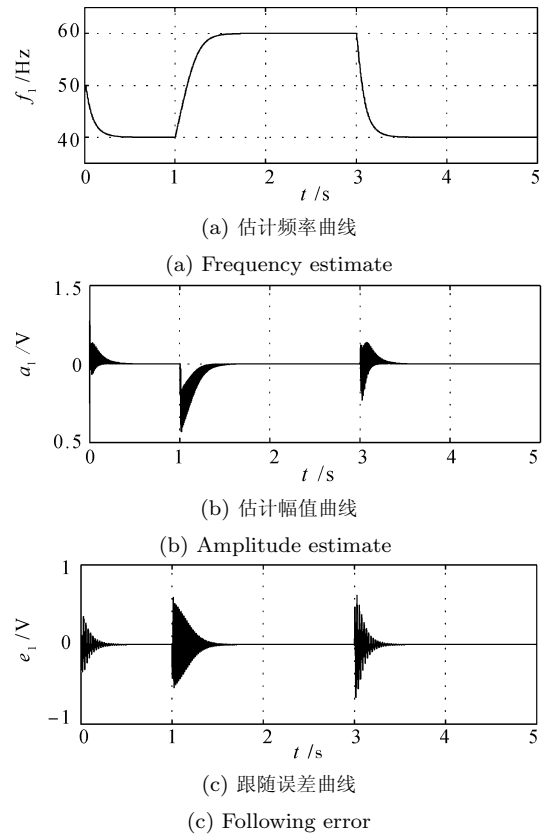 60
50
40
f₁ /Hz
0 1 2 3 4 5
t /s
(a) 估计频率曲线
(a) Frequency estimate
1.5
0
0.5
a₁ /V
0 1 2 3 4 5
t /s
(b) 估计幅值曲线
(b) Amplitude estimate
1
0
−1
e₁ /V
0 1 2 3 4 5
t /s
(c) 跟随误差曲线
(c) Following error